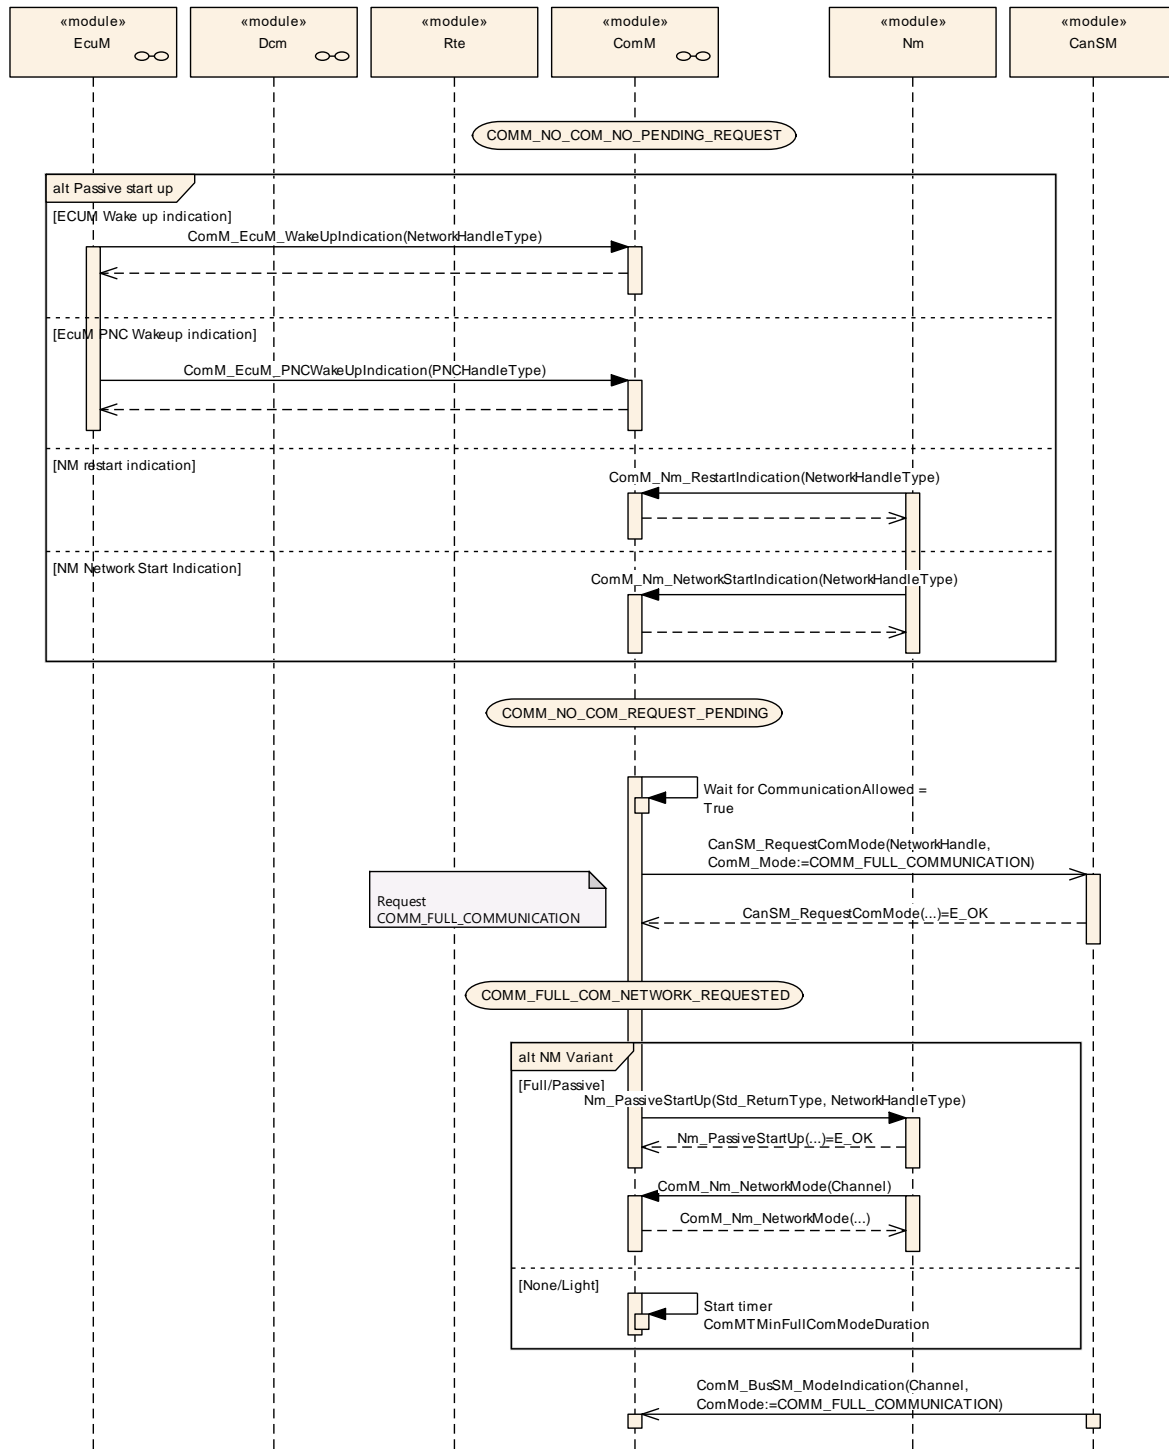 «module»
EcuM
«module»
Dcm
«module»
Rte
«module»
ComM
«module»
Nm
«module»
CanSM
COMM_NO_COM_NO_PENDING_REQUEST
alt Passive start up
[ECUM Wake up indication]
ComM_EcuM_WakeUpIndication(NetworkHandleType)
[EcuM PNC Wakeup indication]
ComM_EcuM_PNCWakeUpIndication(PNCHandleType)
[NM restart indication]
ComM_Nm_RestartIndication(NetworkHandleType)
[NM Network Start Indication]
ComM_Nm_NetworkStartIndication(NetworkHandleType)
COMM_NO_COM_REQUEST_PENDING
Wait for CommunicationAllowed =
True
CanSM_RequestComMode(NetworkHandle,
ComM_Mode:=COMM_FULL_COMMUNICATION)
Request
COMM_FULL_COMMUNICATION
CanSM_RequestComMode(...)=E_OK
COMM_FULL_COM_NETWORK_REQUESTED
alt NM Variant
[Full/Passive]
Nm_PassiveStartUp(Std_ReturnType, NetworkHandleType)
Nm_PassiveStartUp(...)=E_OK
ComM_Nm_NetworkMode(Channel)
ComM_Nm_NetworkMode(...)
[None/Light]
Start timer
ComMTMinFullComModeDuration
ComM_BusSM_ModeIndication(Channel,
ComMode:=COMM_FULL_COMMUNICATION)